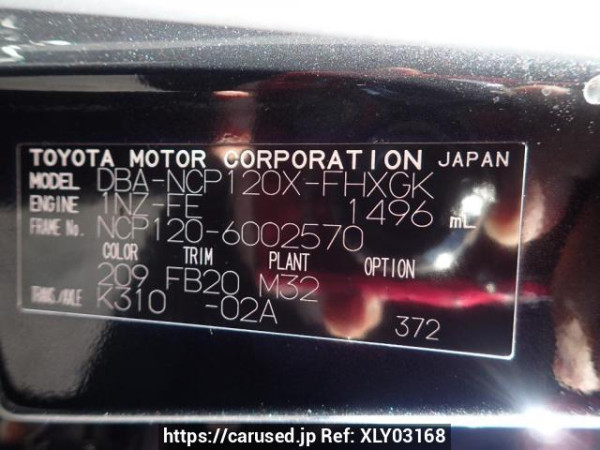 TOYOTA MOTOR CORPORATION JAPAN
MODEL DBA-NCP120X-FHXGK
ENGINE 1NZ-FE 1496 mL
FRAME No. NCP120-6002570
COLOR TRIM PLANT OPTION
209 FB20 M32
TRANS./AXLE K310 -02A
372
https://carused.jp Ref: XLY03168